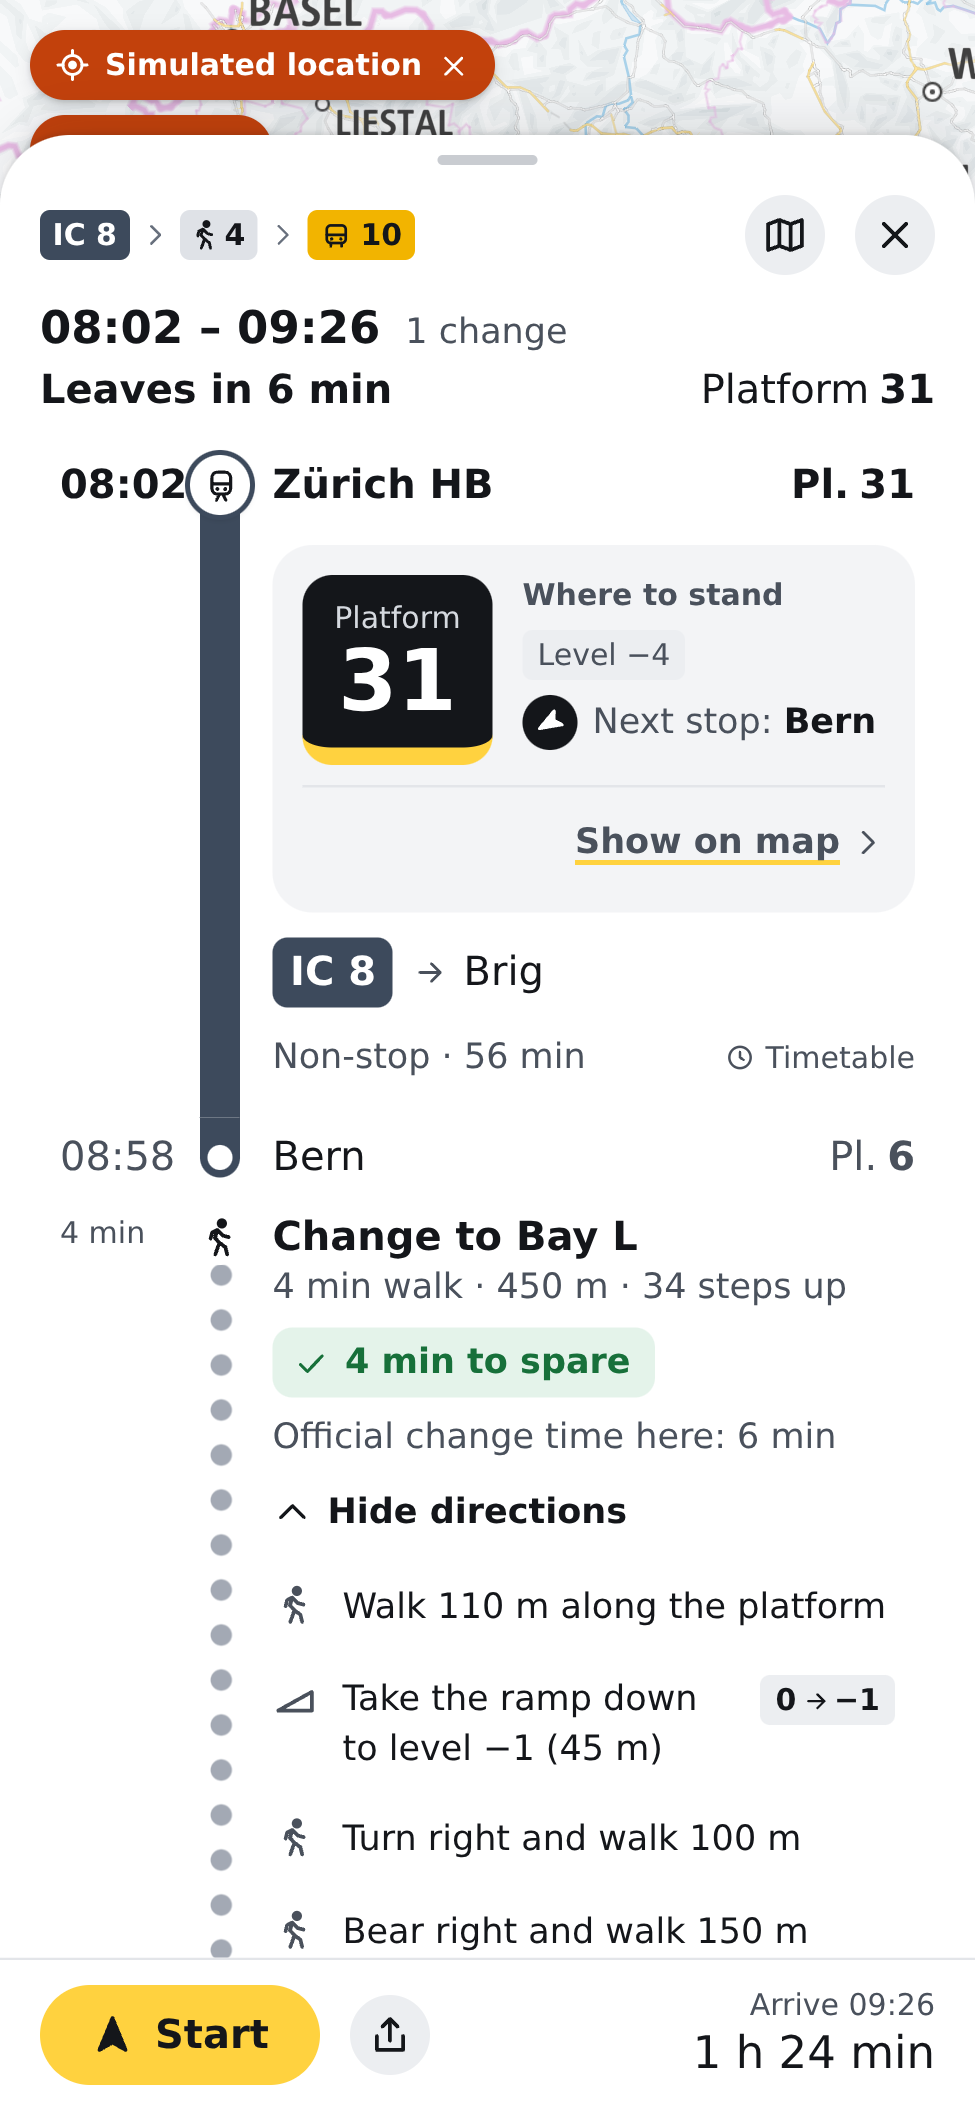 BASEL
Simulated location
W
LIESTAL
IC 8 4 10
08:02 – 09:26 1 change
Leaves in 6 min Platform 31
08:02 Zürich HB Pl. 31
Platform
31
Where to stand
Level −4
Next stop: Bern
Show on map
IC 8 → Brig
Non-stop · 56 min Timetable
08:58 Bern Pl. 6
4 min Change to Bay L
4 min walk · 450 m · 34 steps up
4 min to spare
Official change time here: 6 min
Hide directions
Walk 110 m along the platform
Take the ramp down 0 → −1
to level −1 (45 m)
Turn right and walk 100 m
Bear right and walk 150 m
Start
Arrive 09:26
1 h 24 min